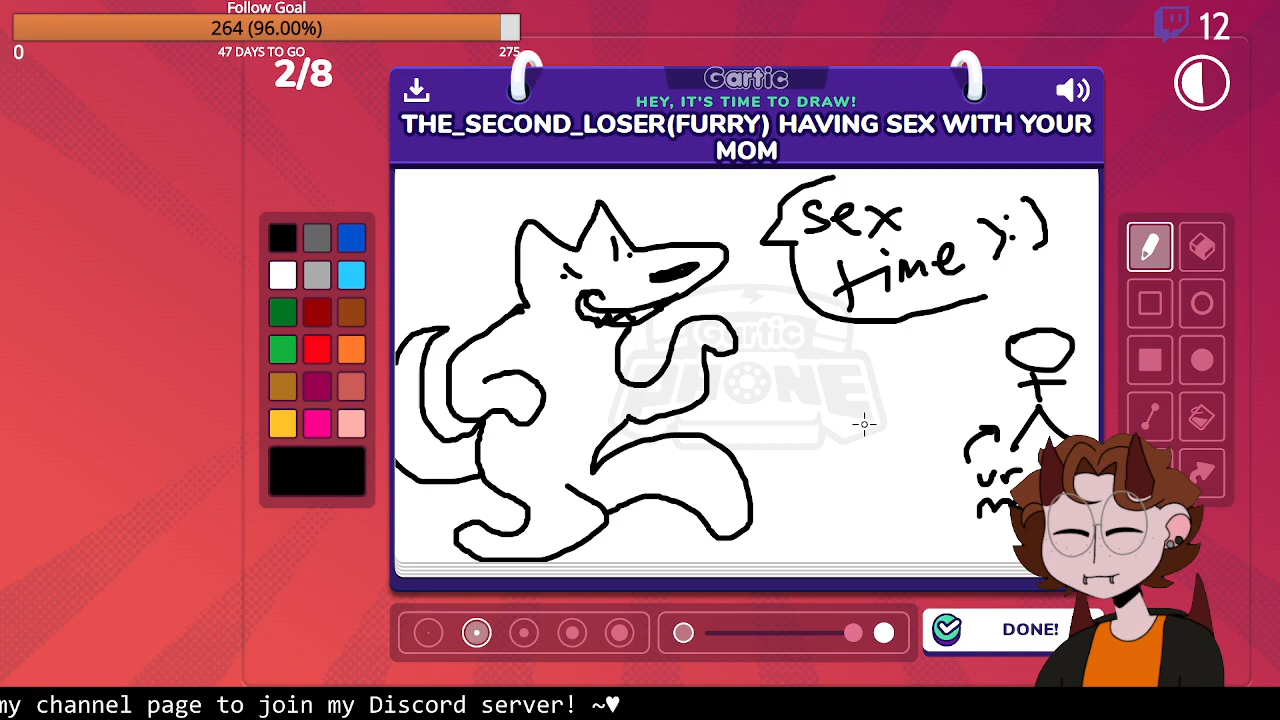 Follow Goal
264 (96.00%)
0
47 DAYS TO GO
275
2/8
12
Gartic
HEY, IT'S TIME TO DRAW!
THE_SECOND_LOSER(FURRY) HAVING SEX WITH YOUR
MOM
sex
time ;:)
Gartic
PHONE
ur
DONE!
my channel page to join my Discord server! ~♥